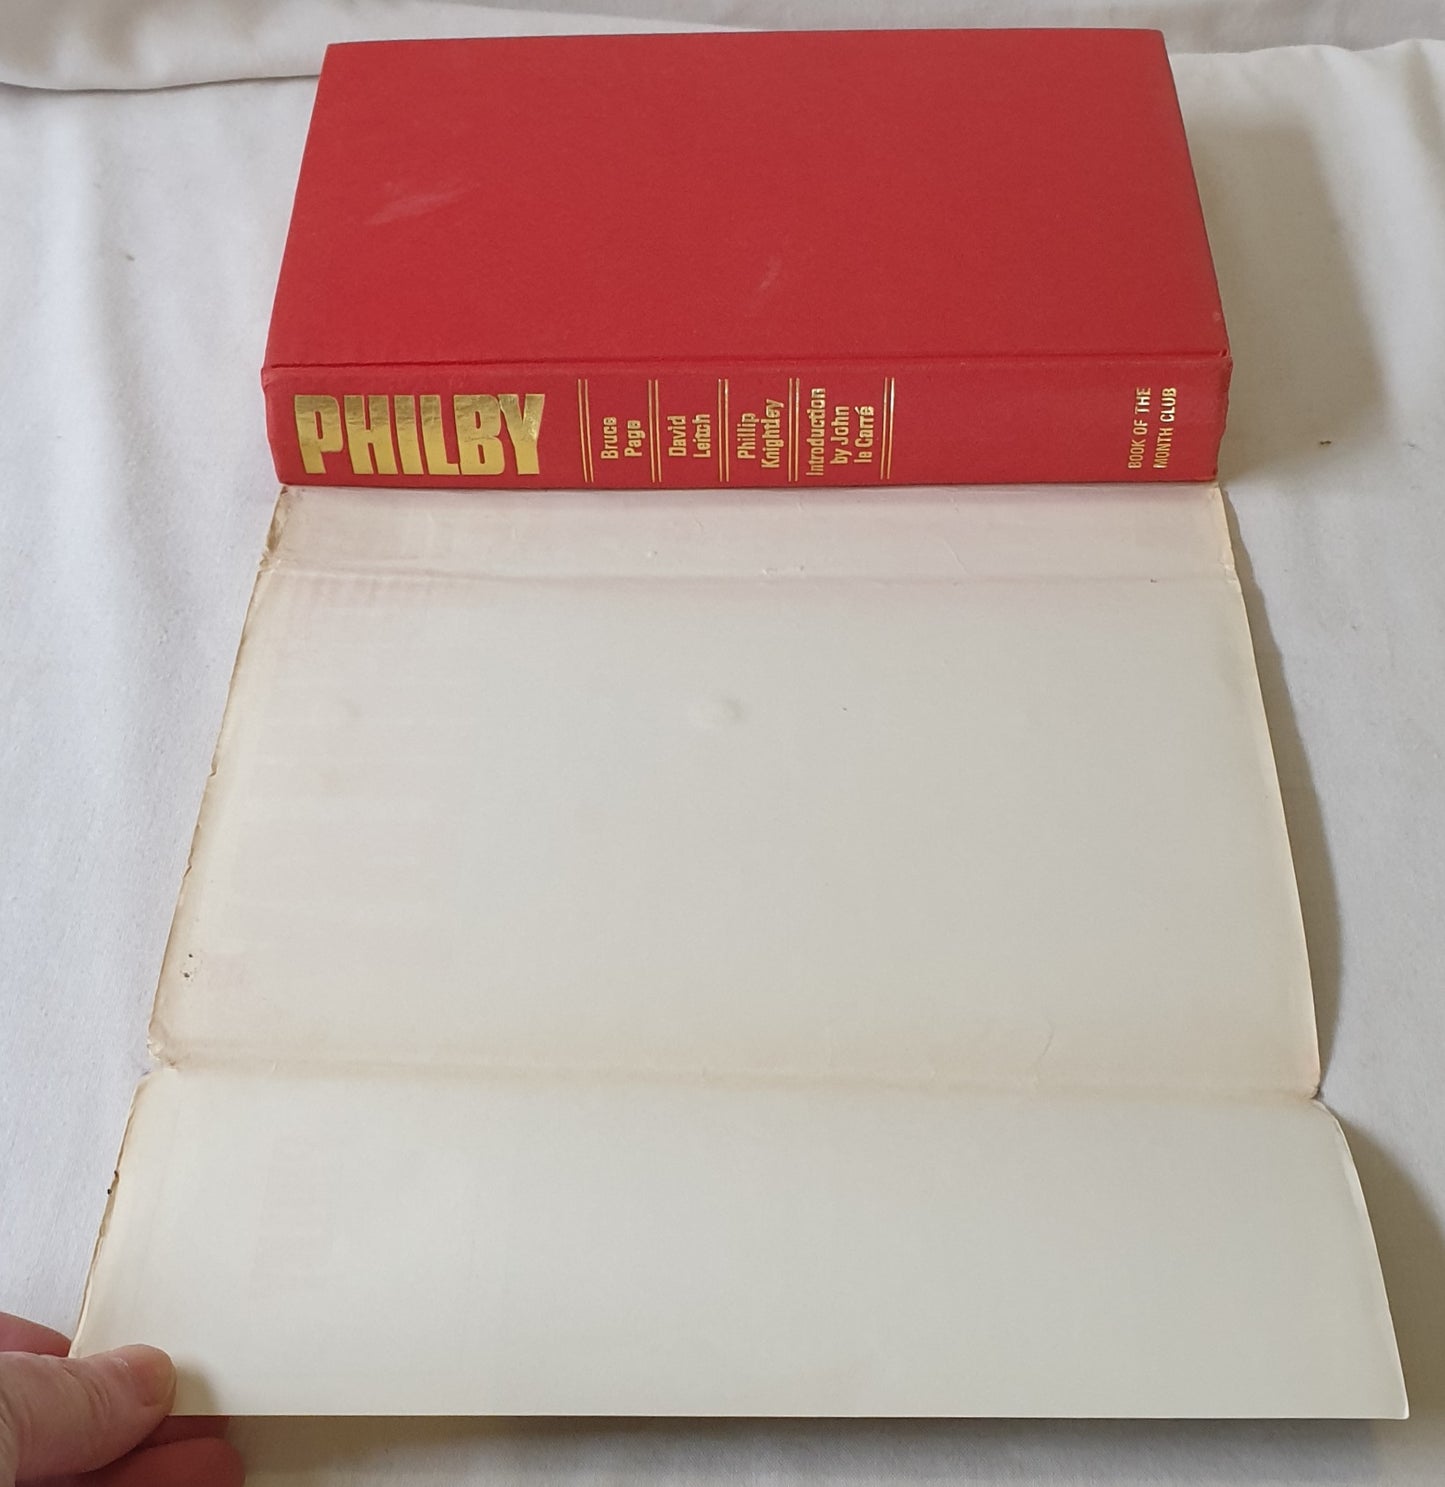 PHILBY
Bruce
Page
David
Leitch
Phillip
Knightley
Introduction
by John
le Carré
BOOK OF THE
MONTH CLUB